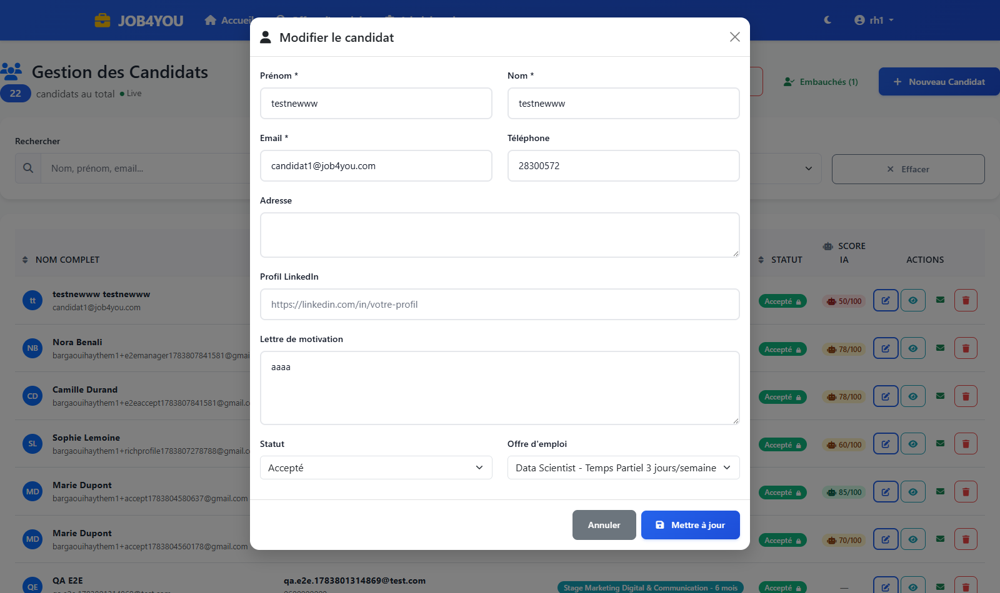 JOB4YOU
Accueil
rh1
Modifier le candidat
Gestion des Candidats
22 candidats au total Live
Embauchés (1)
Nouveau Candidat
Rechercher
Nom, prénom, email...
Effacer
Prénom *
Nom *
testnewww
testnewww
Email *
Téléphone
candidat1@job4you.com
28300572
Adresse
Profil LinkedIn
https://linkedin.com/in/votre-profil
Lettre de motivation
aaaa
Statut
Offre d'emploi
Accepté
Data Scientist - Temps Partiel 3 jours/semaine
Annuler
Mettre à jour
NOM COMPLET
STATUT
SCORE
IA
ACTIONS
tt
testnewww testnewww
candidat1@job4you.com
Accepté
50/100
NB
Nora Benali
bargaouihaythem1+e2emanager1783807841581@gmai
Accepté
78/100
CD
Camille Durand
bargaouihaythem1+e2eaccept1783807841581@gmail.c
Accepté
78/100
SL
Sophie Lemoine
bargaouihaythem1+richprofile1783807278788@gmail.c
Accepté
60/100
MD
Marie Dupont
bargaouihaythem1+accept1783804580637@gmail.com
Accepté
85/100
MD
Marie Dupont
bargaouihaythem1+accept1783804560178@gmail.com
Accepté
70/100
QE
QA E2E
qa.e2e.1783801314869@test.com
Stage Marketing Digital & Communication - 6 mois
Accepté
—